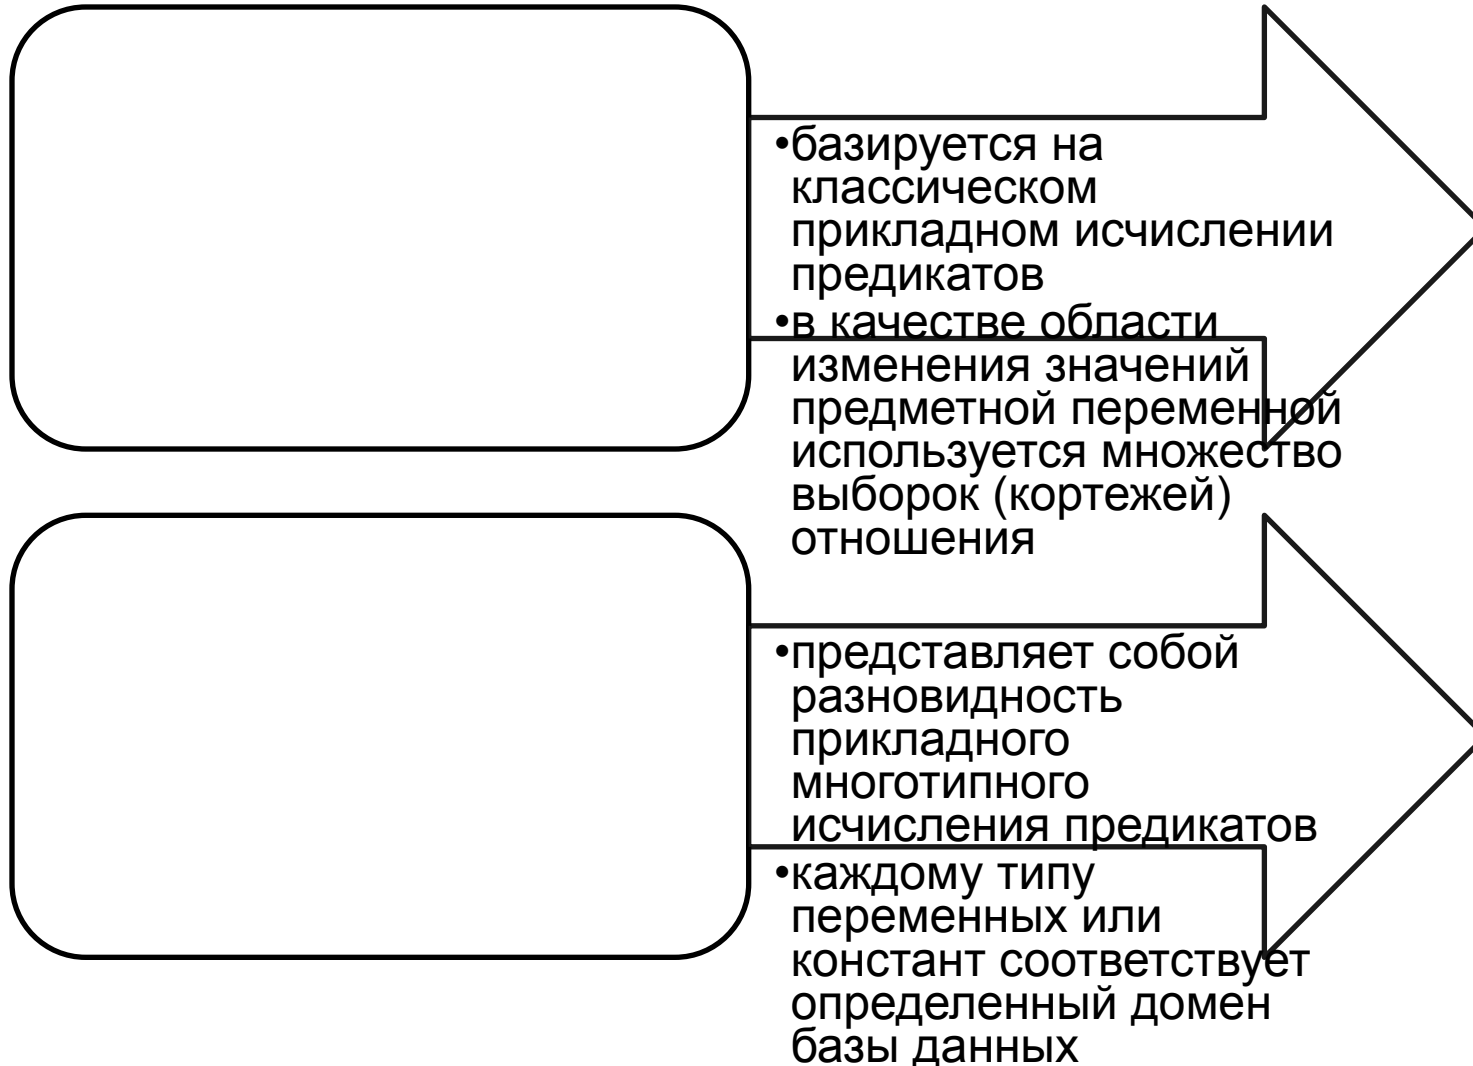 •базируется на
классическом
прикладном исчислении
предикатов
•в качестве области
изменения значений
предметной переменной
используется множество
выборок (кортежей)
отношения
•представляет собой
разновидность
прикладного
многотипного
исчисления предикатов
•каждому типу
переменных или
констант соответствует
определенный домен
базы данных